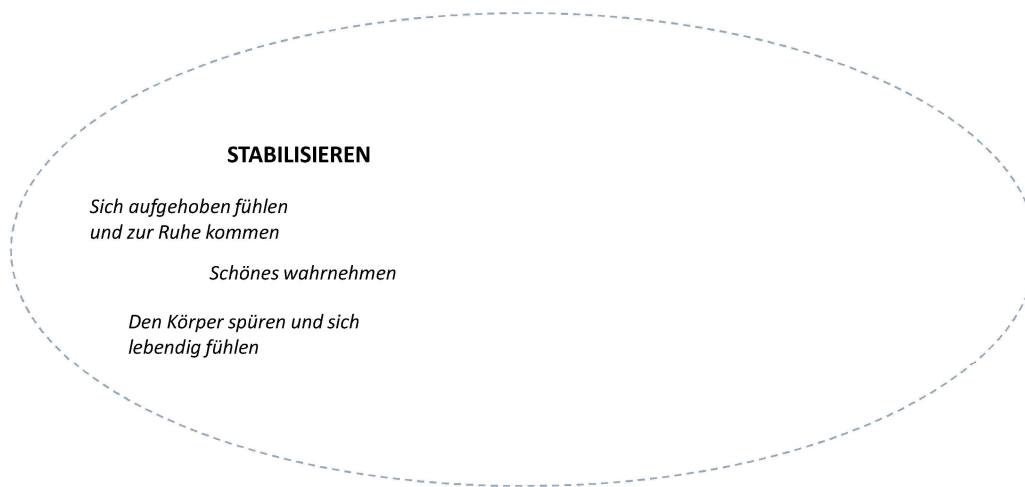 STABILISIEREN
Sich aufgehoben fühlen
und zur Ruhe kommen
Schönes wahrnehmen
Den Körper spüren und sich
lebendig fühlen